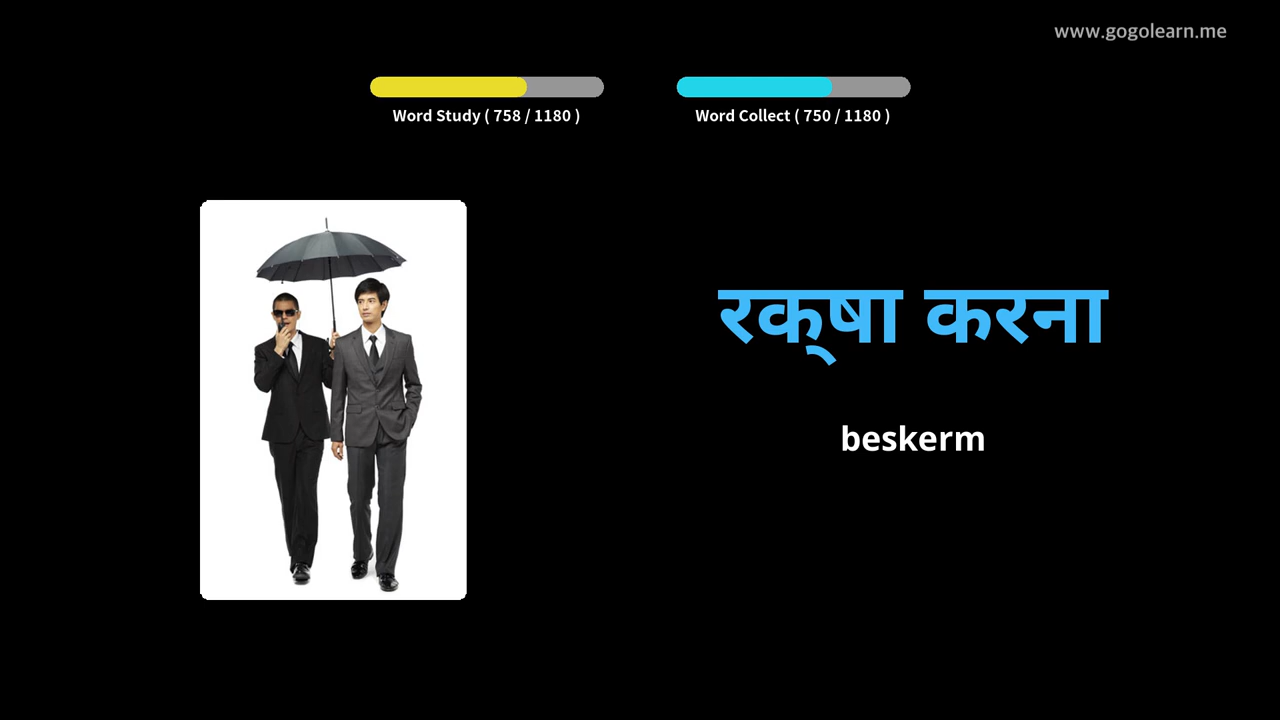 www.gogolearn.me
Word Study ( 758 / 1180 )
Word Collect ( 750 / 1180 )
रक्षा करना
beskerm